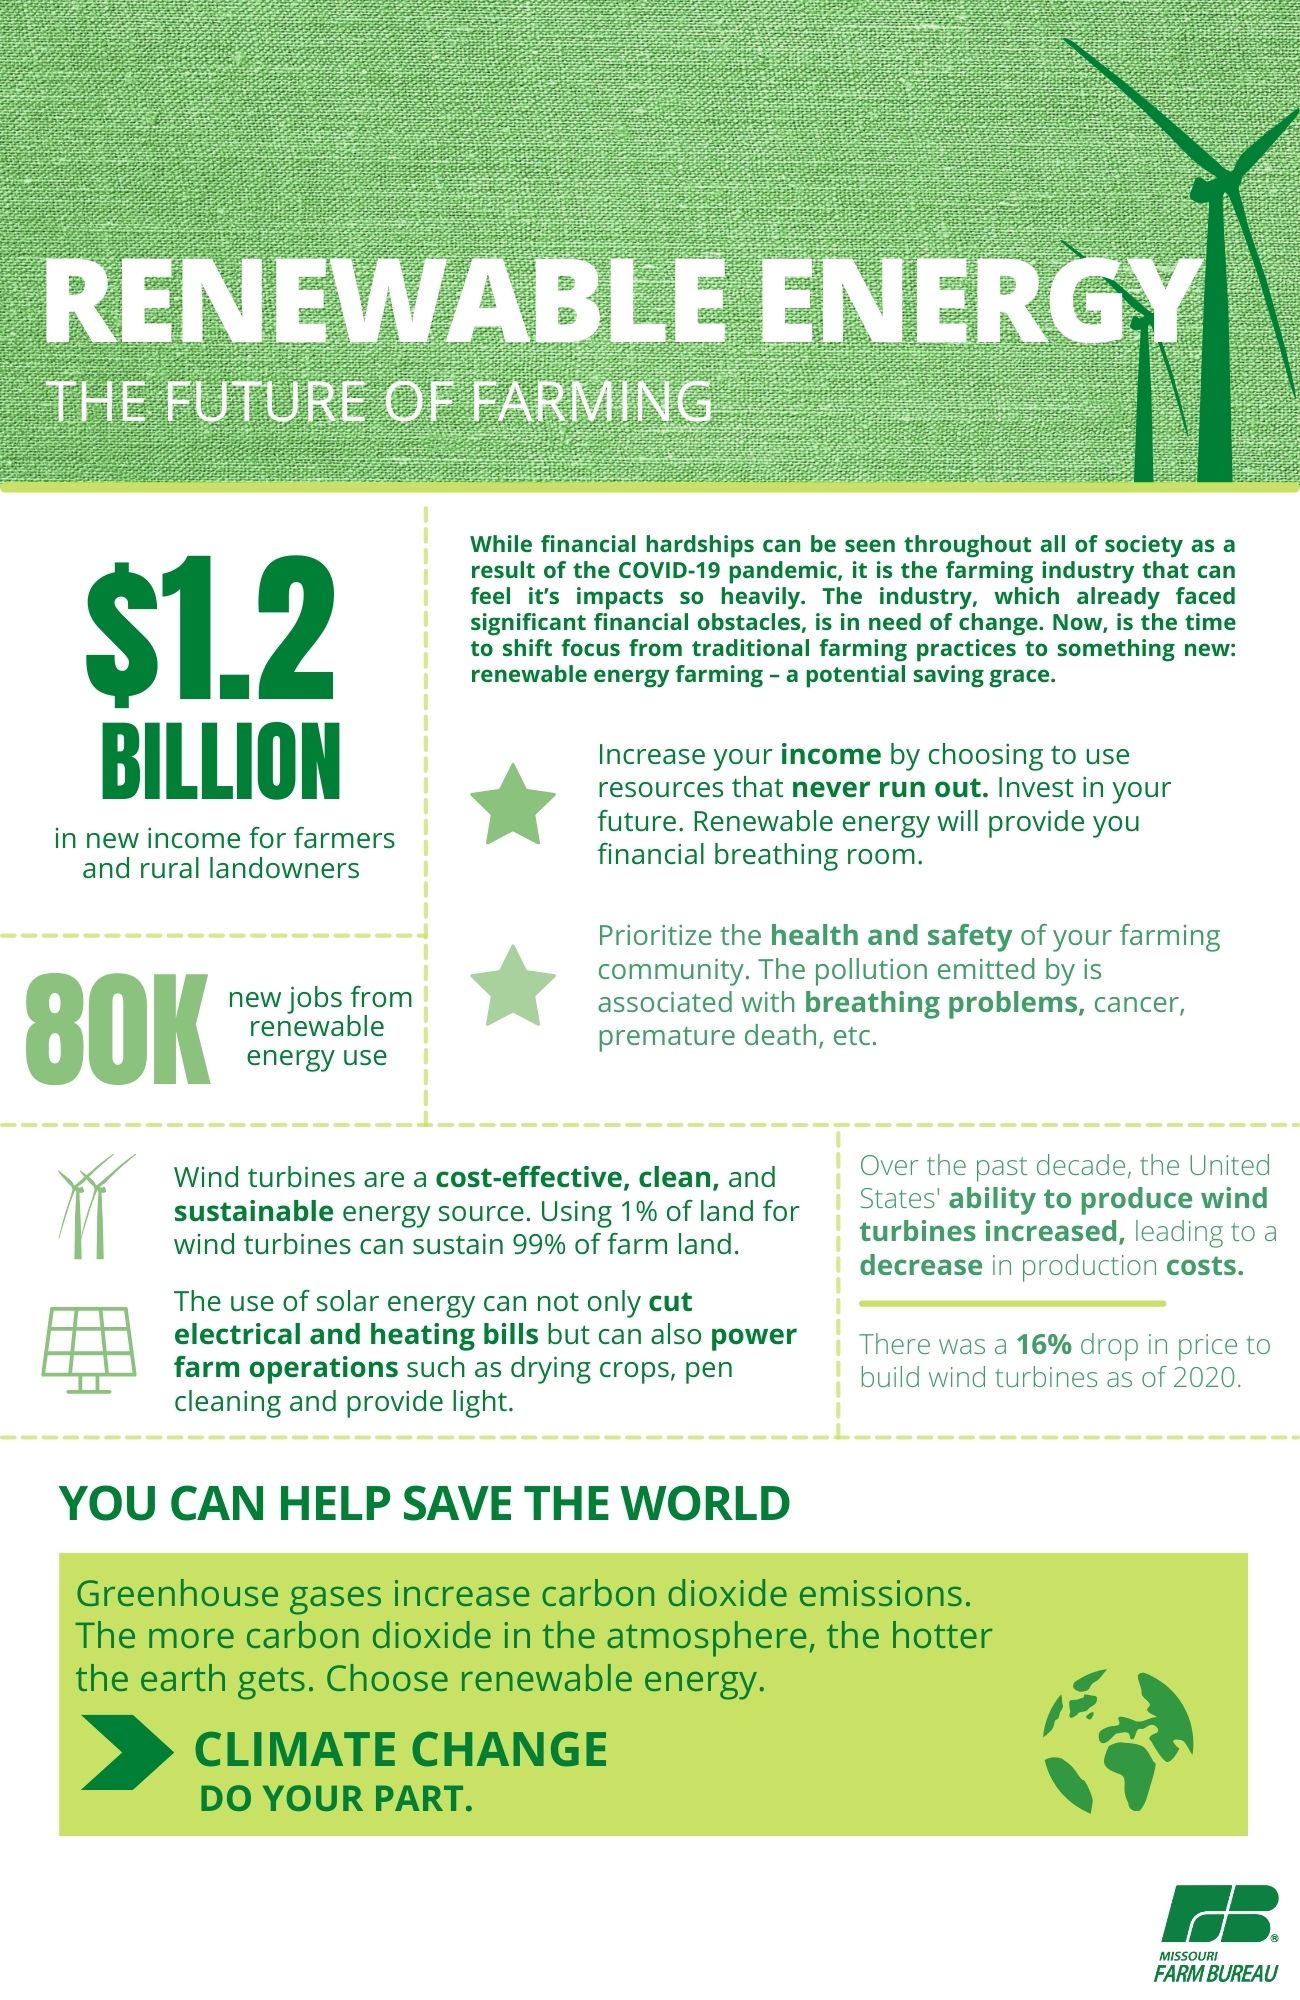 RENEWABLE ENERGY
THE FUTURE OF FARMING
$1.2
BILLION
in new income for farmers
and rural landowners
80K
new jobs from
renewable
energy use
While financial hardships can be seen throughout all of society as a
result of the COVID-19 pandemic, it is the farming industry that can
feel it’s impacts so heavily. The industry, which already faced
significant financial obstacles, is in need of change. Now, is the time
to shift focus from traditional farming practices to something new:
renewable energy farming – a potential saving grace.
Increase your income by choosing to use
resources that never run out. Invest in your
future. Renewable energy will provide you
financial breathing room.
Prioritize the health and safety of your farming
community. The pollution emitted by is
associated with breathing problems, cancer,
premature death, etc.
Wind turbines are a cost-effective, clean, and
sustainable energy source. Using 1% of land for
wind turbines can sustain 99% of farm land.
The use of solar energy can not only cut
electrical and heating bills but can also power
farm operations such as drying crops, pen
cleaning and provide light.
Over the past decade, the United
States' ability to produce wind
turbines increased, leading to a
decrease in production costs.
There was a 16% drop in price to
build wind turbines as of 2020.
YOU CAN HELP SAVE THE WORLD
Greenhouse gases increase carbon dioxide emissions.
The more carbon dioxide in the atmosphere, the hotter
the earth gets. Choose renewable energy.
CLIMATE CHANGE
DO YOUR PART.
FB®
MISSOURI
FARM BUREAU